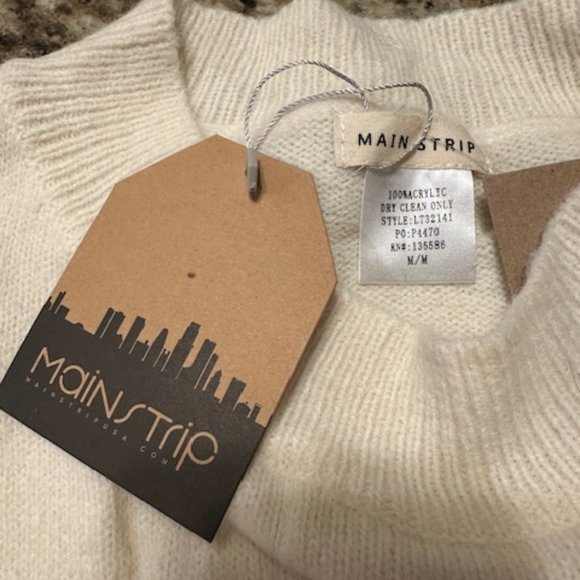 MAIN STRIP
100%ACRYLIC
DRY CLEAN ONLY
STYLE:LT32141
PO:P4470
RN#:135586
M/M
MAINSTRIP
MAINSTRIPUSA.COM